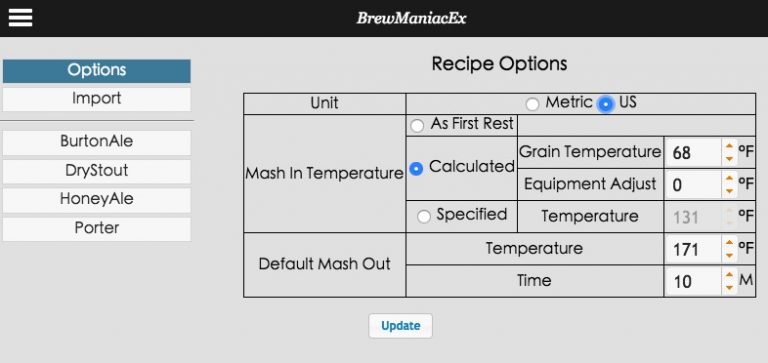 BrewManiacEx
Options
Import
BurtonAle
DryStout
HoneyAle
Porter
Recipe Options
Unit Metric US
Mash In Temperature
As First Rest
Calculated
Grain Temperature 68 ºF
Equipment Adjust 0 ºF
Specified Temperature 131 ºF
Default Mash Out
Temperature 171 ºF
Time 10 M
Update